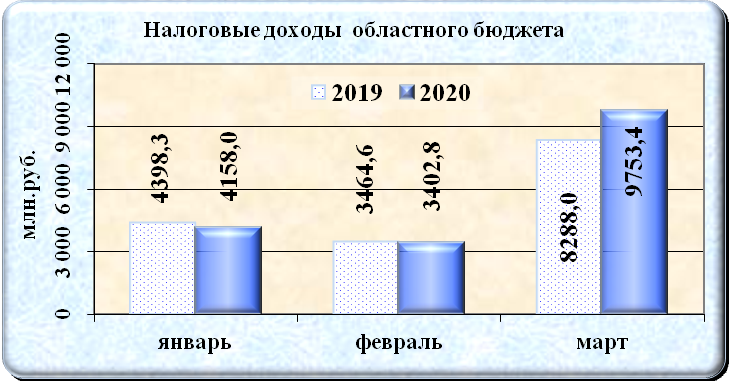 Налоговые доходы областного бюджета
млн.руб.
12 000
9 000
6 000
3 000
0
2019
2020
4398,3
4158,0
3464,6
3402,8
8288,0
9753,4
январь
февраль
март